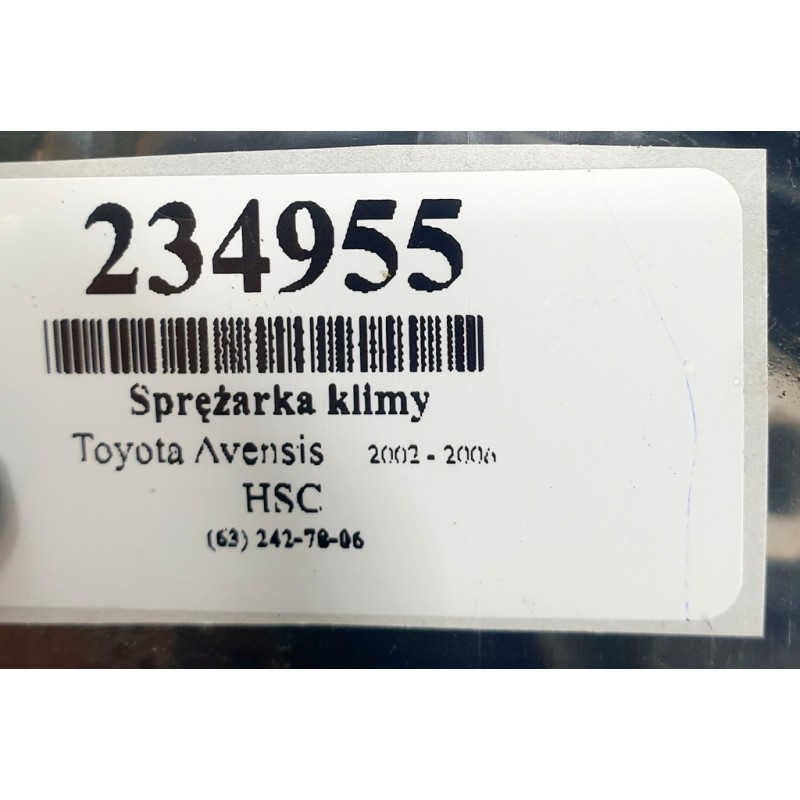 234955
Sprężarka klimy
Toyota Avensis 2002 - 2006
HSC
(63) 242-78-06